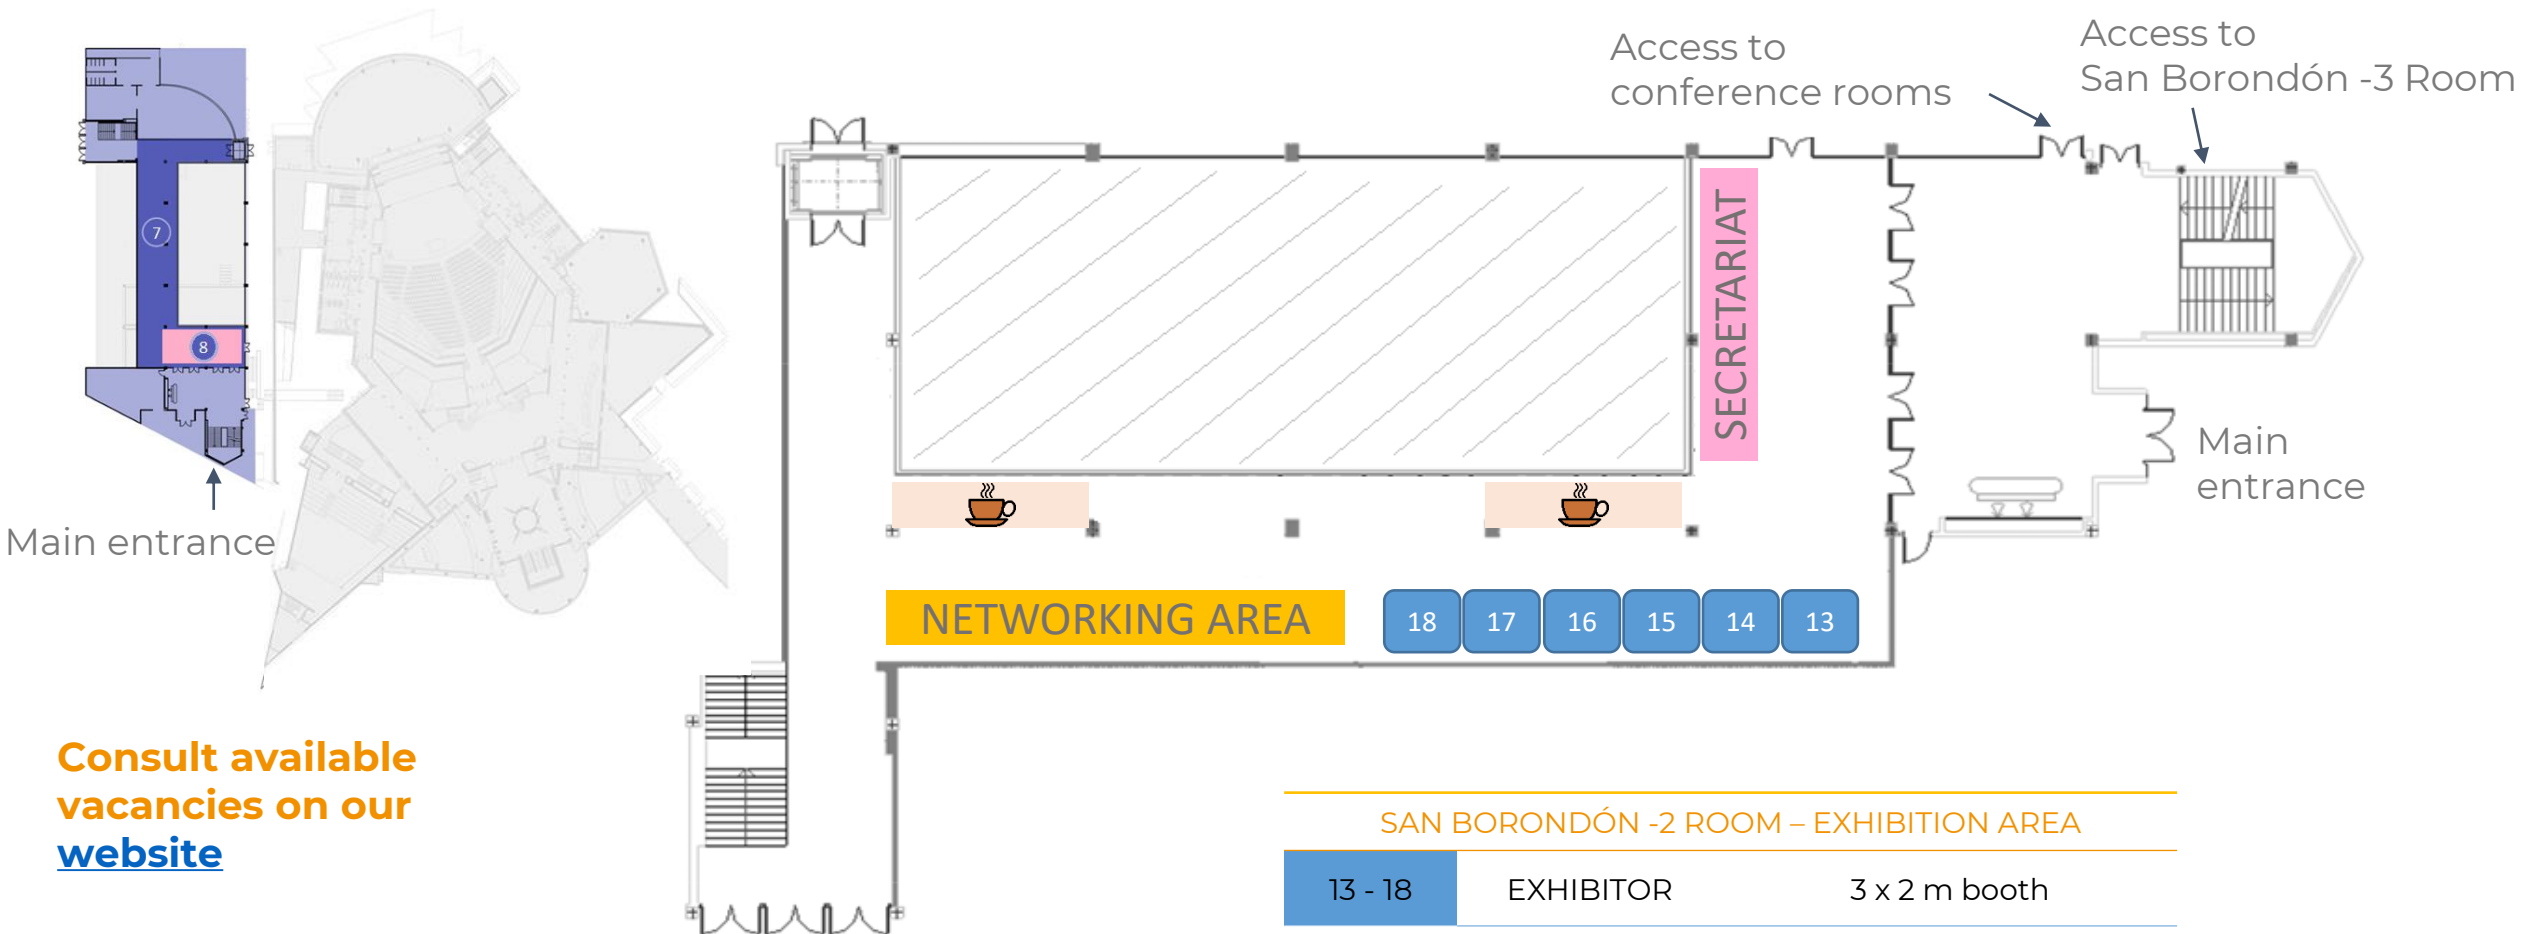 Access to
conference rooms
Access to
San Borondón -3 Room
7
8
Main entrance
SECRETARIAT
Main
entrance
NETWORKING AREA
18 17 16 15 14 13
Consult available
vacancies on our
website
SAN BORONDÓN -2 ROOM – EXHIBITION AREA
13 - 18 EXHIBITOR 3 x 2 m booth